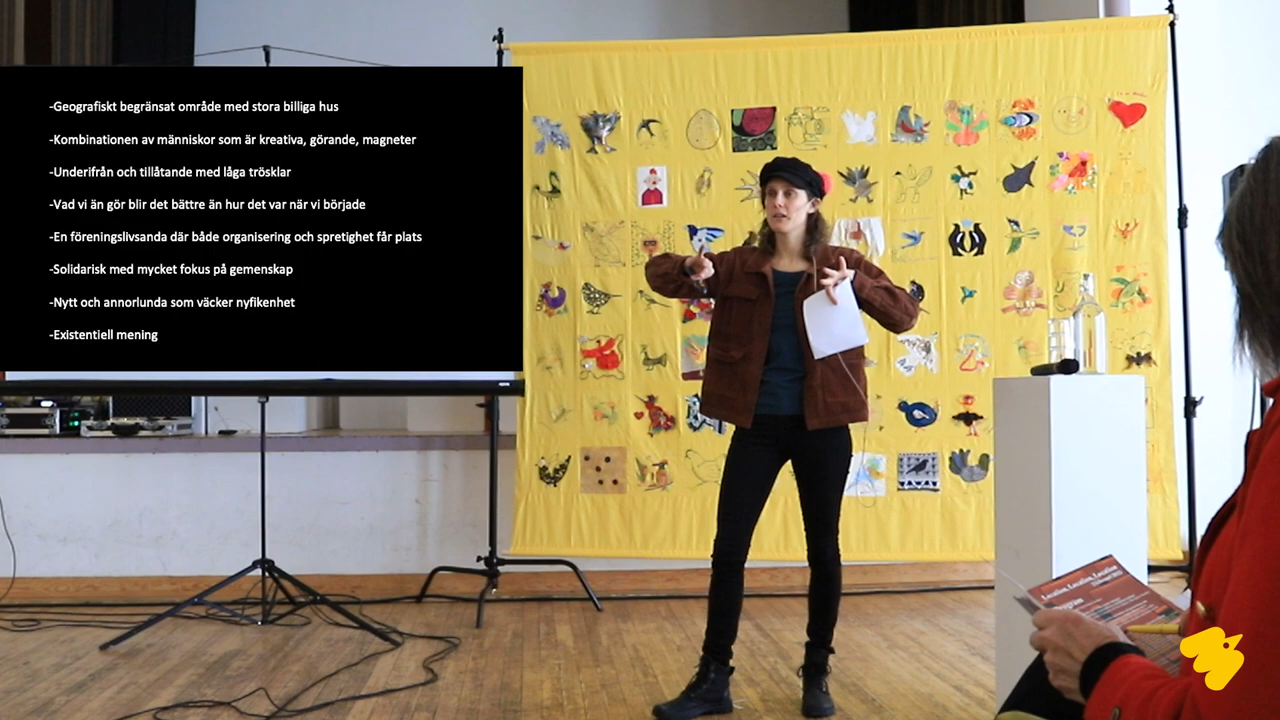 -Geografiskt begränsat område med stora billiga hus
-Kombinationen av människor som är kreativa, görande, magneter
-Underifrån och tillåtande med låga trösklar
-Vad vi än gör blir det bättre än hur det var när vi började
-En föreningslivsanda där både organisering och spretighet får plats
-Solidarisk med mycket fokus på gemenskap
-Nytt och annorlunda som väcker nyfikenhet
-Existentiell mening
Location, Location, Location